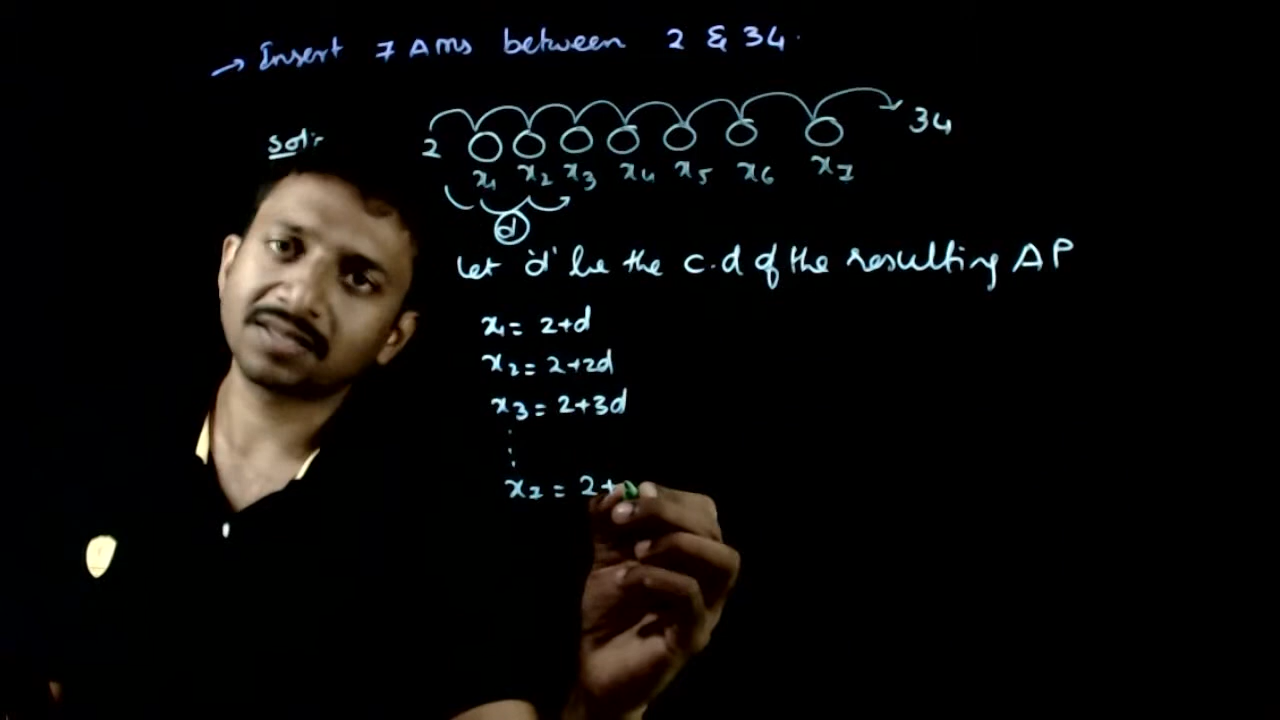 → Insert 7 AMs between 2 & 34.
Sol:-
2 34
x1 x2 x3 x4 x5 x6 x7
d
Let 'd' be the c.d of the resulting AP
x1 = 2+d
x2 = 2+2d
x3 = 2+3d
x7 = 2+